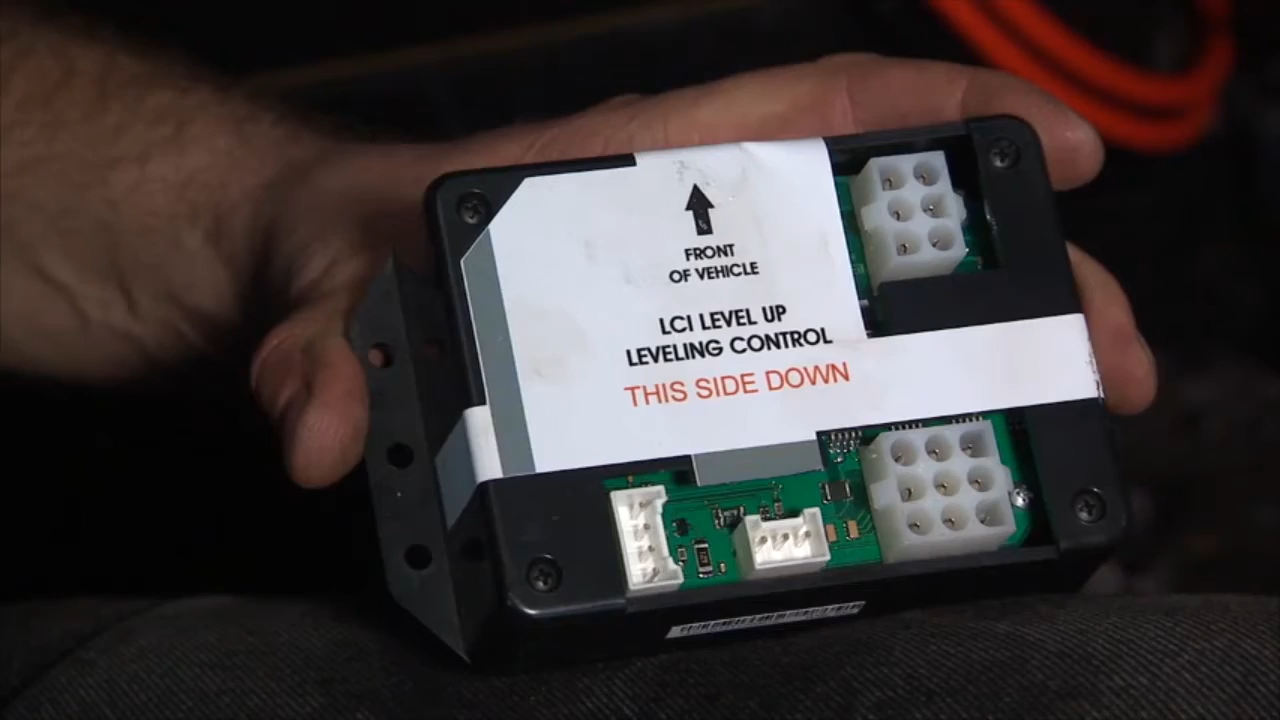 FRONT
OF VEHICLE
LCI LEVEL UP
LEVELING CONTROL
THIS SIDE DOWN